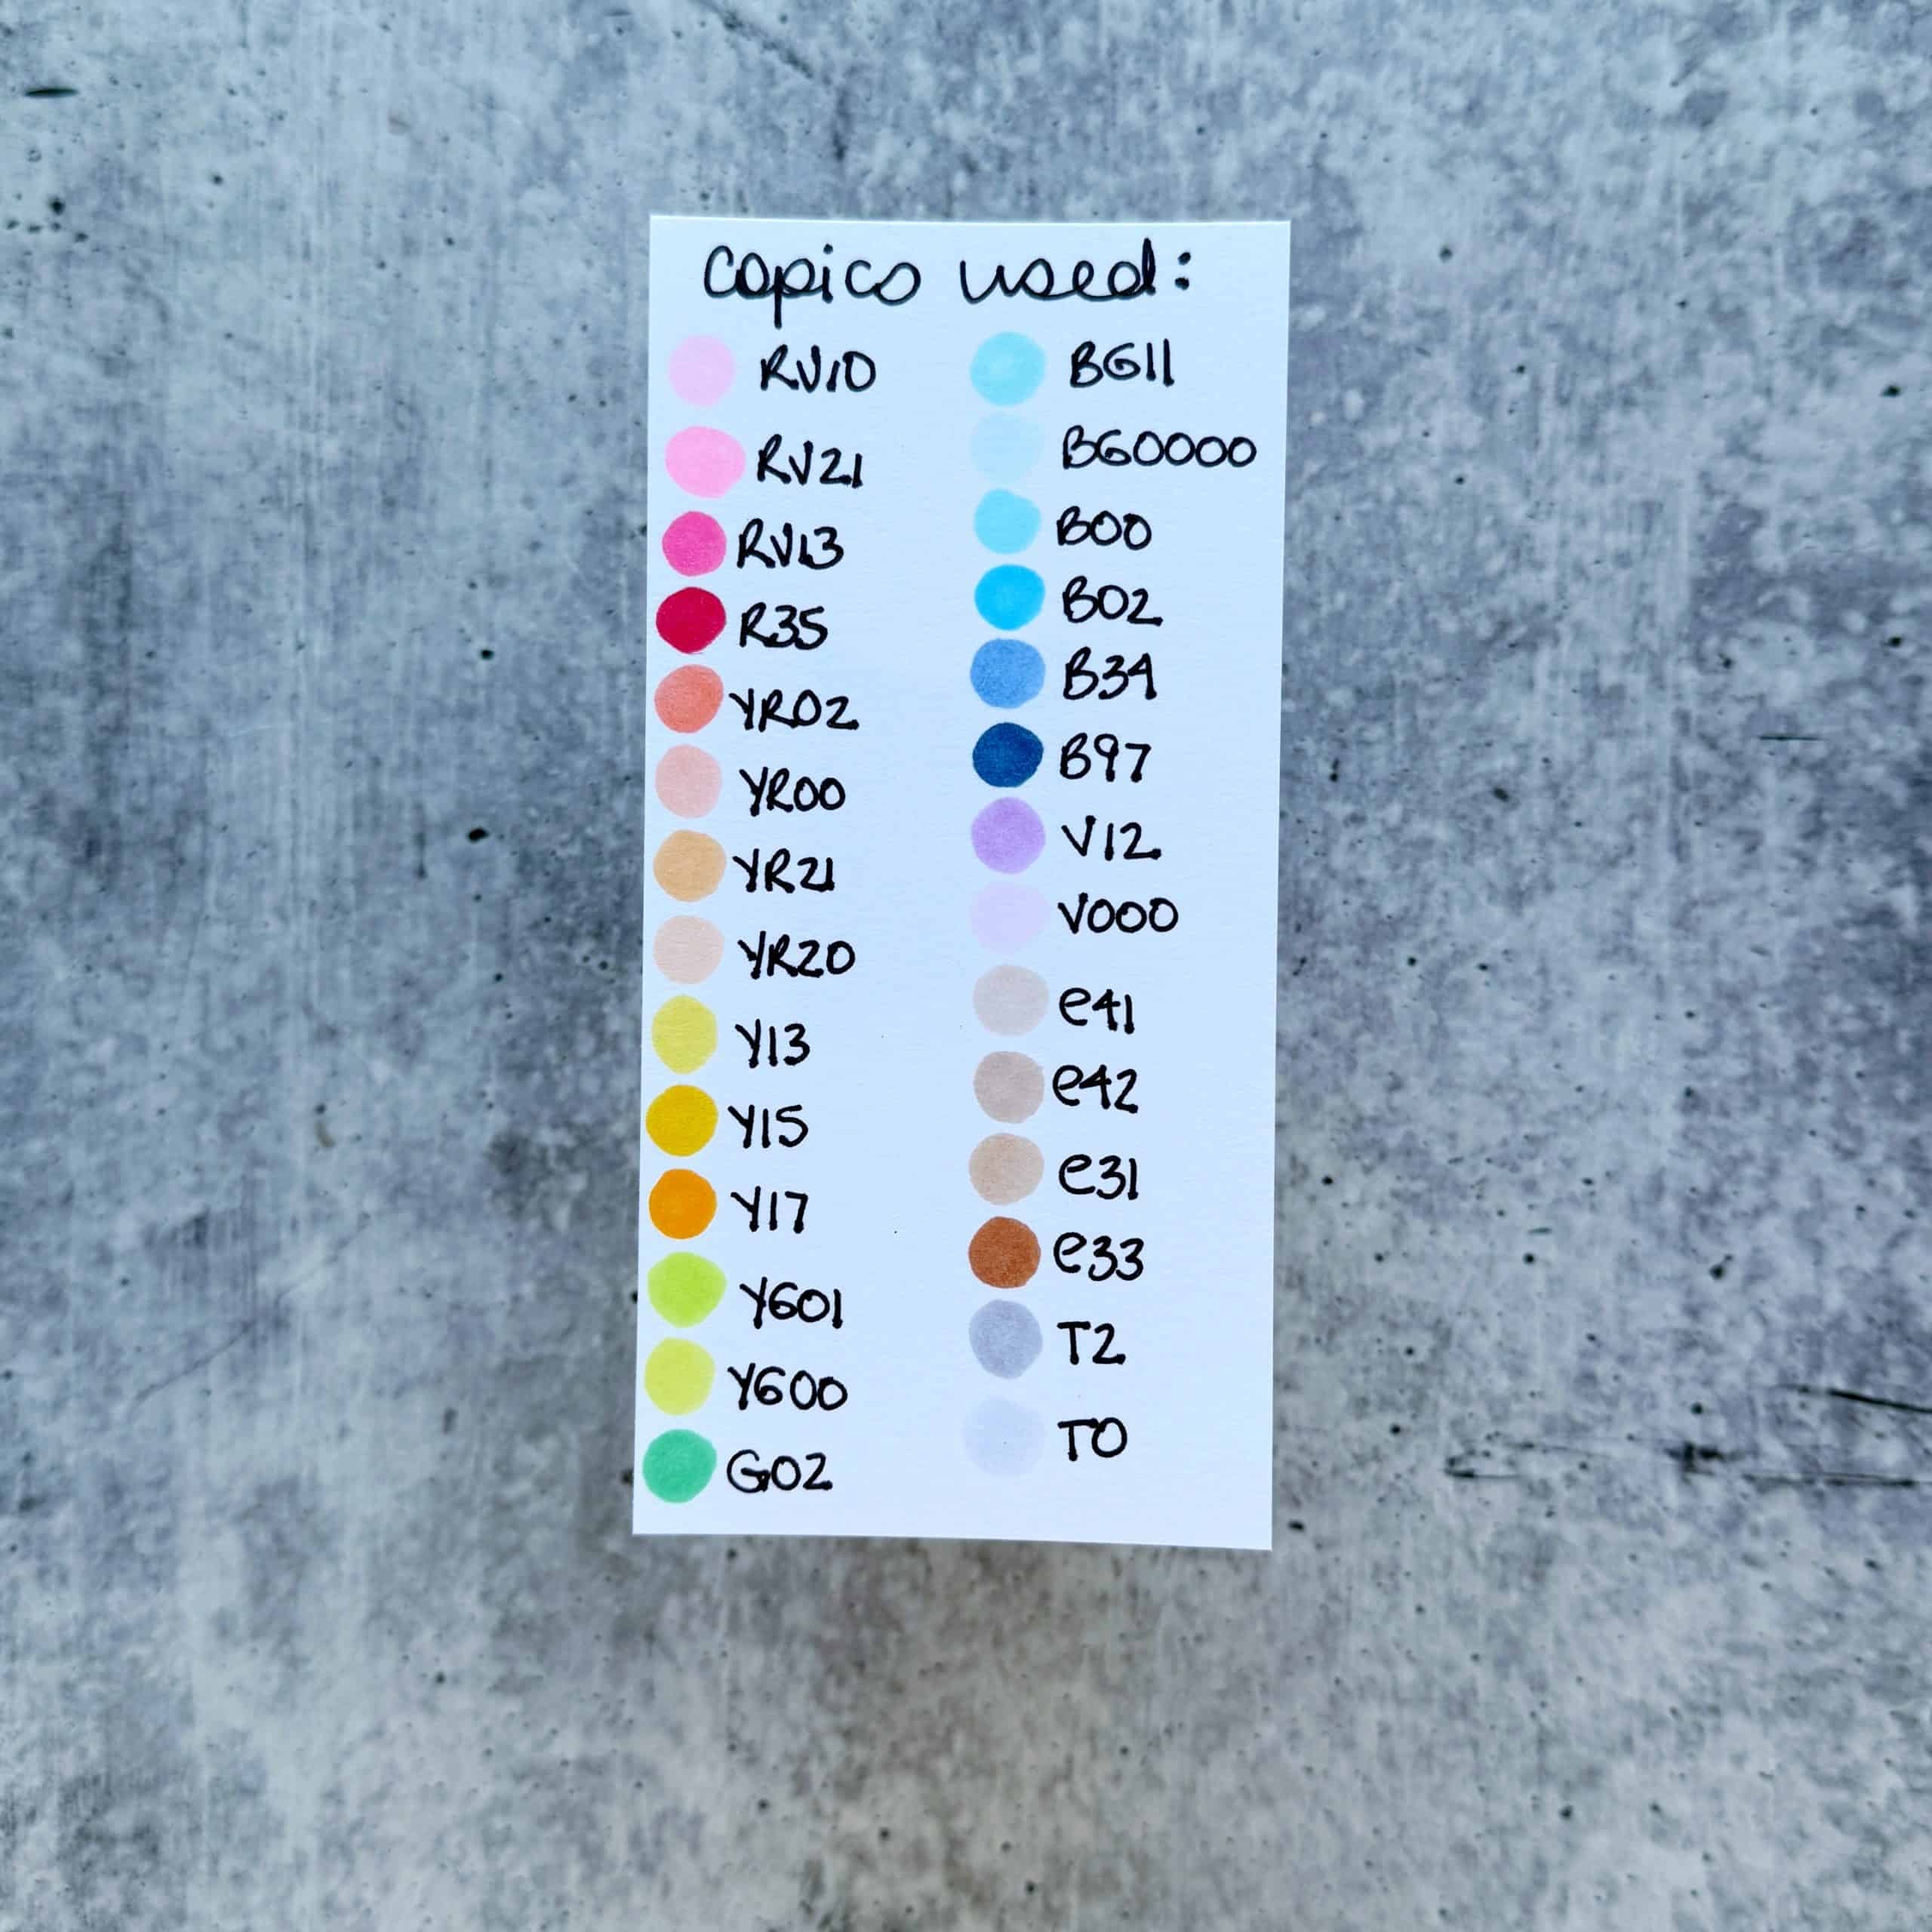 copics used:
RV10
RV21
RV13
R35
YR02
YR00
YR21
YR20
Y13
Y15
Y17
YG01
YG00
G02
BG11
BG0000
B00
B02
B34
B97
V12
V000
e41
e42
e31
e33
T2
T0